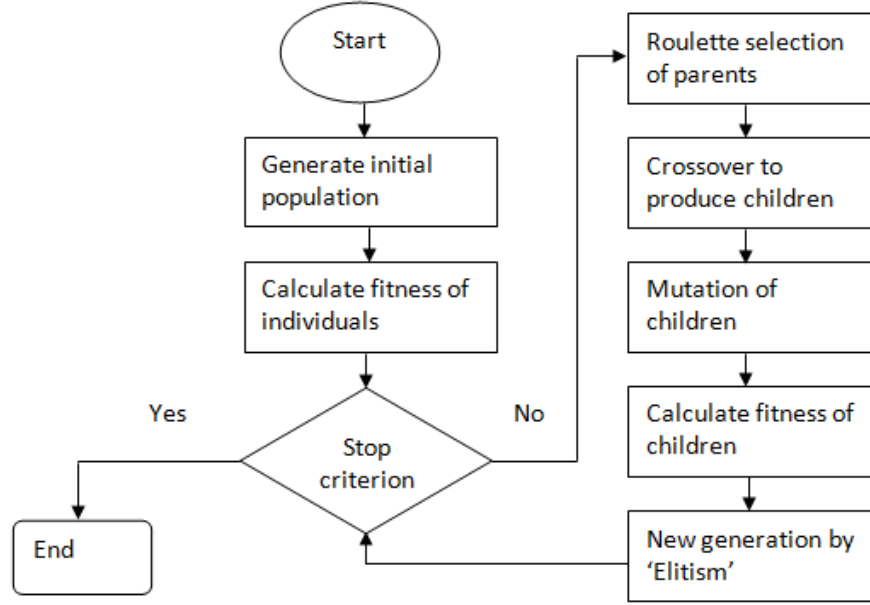 Start
Generate initial
population
Calculate fitness of
individuals
Stop
criterion
Yes
No
End
Roulette selection
of parents
Crossover to
produce children
Mutation of
children
Calculate fitness of
children
New generation by
‘Elitism’